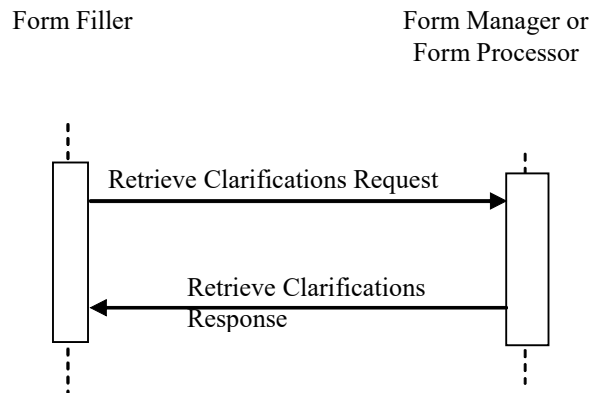 Form Filler
Form Manager or
Form Processor
Retrieve Clarifications Request
Retrieve Clarifications
Response